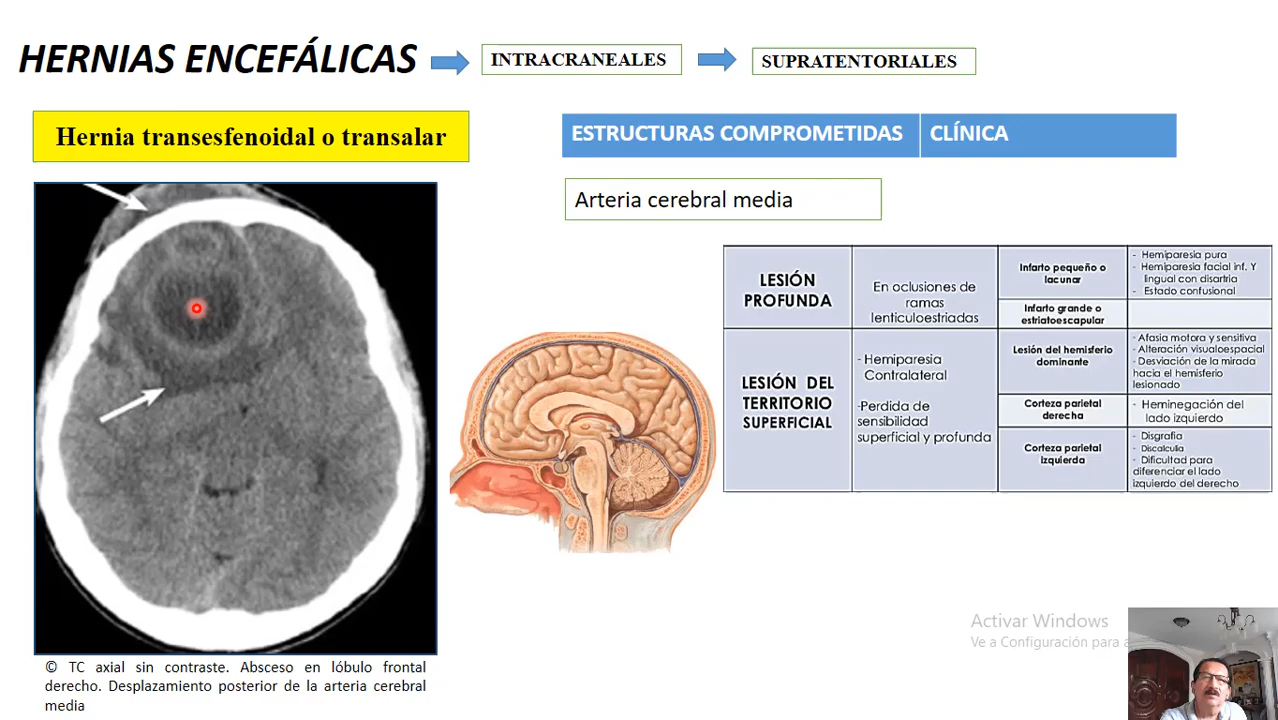 HERNIAS ENCEFÁLICAS
INTRACRANEALES
SUPRATENTORIALES
Hernia transesfenoidal o transalar
ESTRUCTURAS COMPROMETIDAS
CLÍNICA
Arteria cerebral media
LESIÓN
PROFUNDA
En oclusiones de
ramas
lenticuloestriadas
Infarto pequeño o
lacunar
- Hemiparesia pura
- Hemiparesia facial inf. Y
lingual con disartria
- Estado confusional
Infarto grande o
estriatoescapular
LESIÓN DEL
TERRITORIO
SUPERFICIAL
- Hemiparesia
Contralateral
-Perdida de
sensibilidad
superficial y profunda
Lesión del hemisferio
dominante
- Afasia motora y sensitiva
- Alteración visualoespacial
- Desviación de la mirada
hacia el hemisferio
lesionado
Corteza parietal
derecha
- Heminegación del
lado izquierdo
Corteza parietal
izquierda
- Disgrafia
- Discalculia
- Dificultad para
diferenciar el lado
izquierdo del derecho
© TC axial sin contraste. Absceso en lóbulo frontal
derecho. Desplazamiento posterior de la arteria cerebral
media
Activar Windows
Ve a Configuración para a